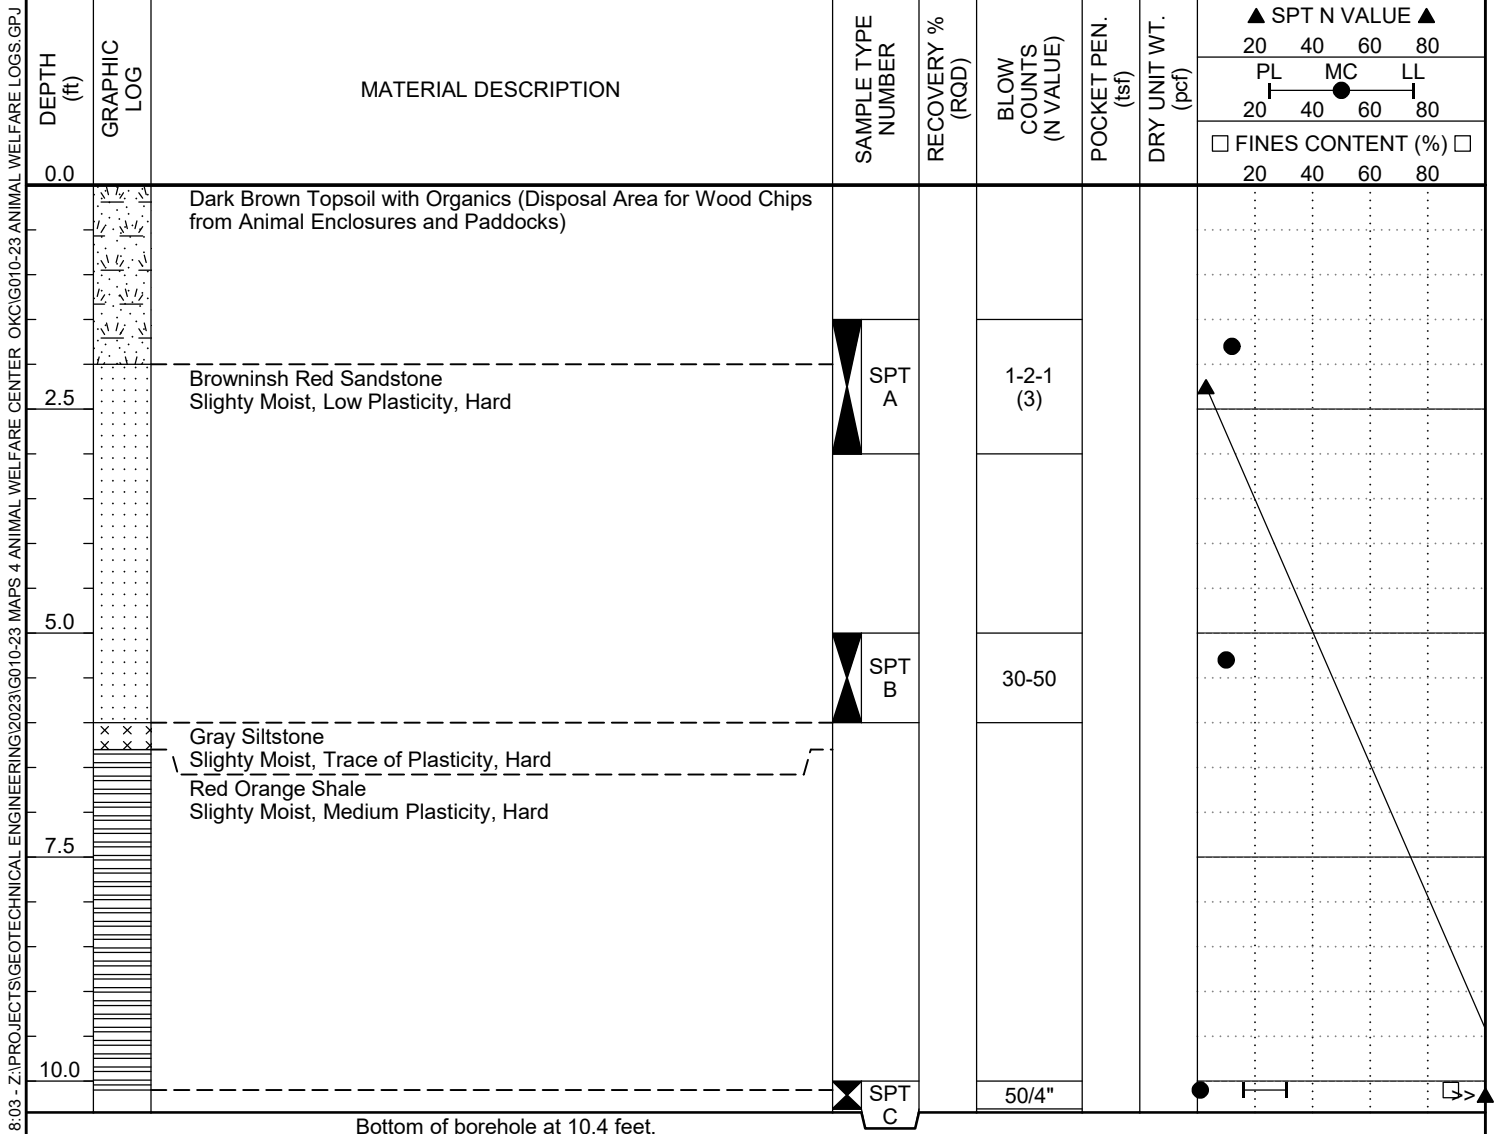 8:03 - Z:\PROJECTS\GEOTECHNICAL ENGINEERING\2023\G010-23 MAPS 4 ANIMAL WELFARE CENTER OKC\G010-23 ANIMAL WELFARE LOGS.GPJ
DEPTH
(ft)
GRAPHIC
LOG
MATERIAL DESCRIPTION
SAMPLE TYPE
NUMBER
RECOVERY %
(RQD)
BLOW
COUNTS
(N VALUE)
POCKET PEN.
(tsf)
DRY UNIT WT.
(pcf)
▲ SPT N VALUE ▲
20 40 60 80
PL MC LL
20 40 60 80
□ FINES CONTENT (%) □
20 40 60 80
0.0
Dark Brown Topsoil with Organics (Disposal Area for Wood Chips
from Animal Enclosures and Paddocks)
Browninsh Red Sandstone
Slighty Moist, Low Plasticity, Hard
2.5
SPT
A
1-2-1
(3)
5.0
SPT
B
30-50
Gray Siltstone
Slighty Moist, Trace of Plasticity, Hard
Red Orange Shale
Slighty Moist, Medium Plasticity, Hard
7.5
10.0
SPT
C
50/4"
>>
Bottom of borehole at 10.4 feet.